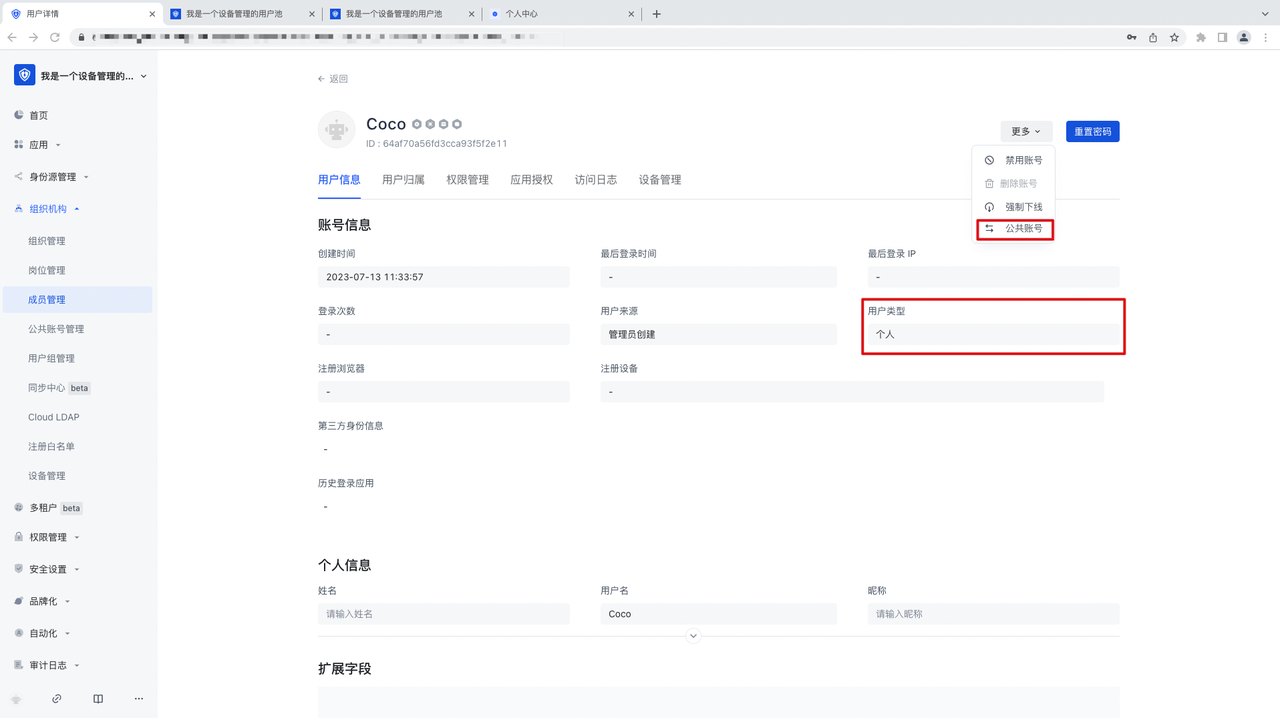 用户详情
我是一个设备管理的用户池
我是一个设备管理的用户池
个人中心
我是一个设备管理的...
首页
应用
身份源管理
组织机构
组织管理
岗位管理
成员管理
公共账号管理
用户组管理
同步中心 beta
Cloud LDAP
注册白名单
设备管理
多租户 beta
权限管理
安全设置
品牌化
自动化
审计日志
← 返回
Coco
ID : 64af70a56fd3cca93f5f2e11
更多
重置密码
禁用账号
删除账号
强制下线
公共账号
用户信息 用户归属 权限管理 应用授权 访问日志 设备管理
账号信息
创建时间 最后登录时间 最后登录 IP
2023-07-13 11:33:57 - -
登录次数 用户来源 用户类型
- 管理员创建 个人
注册浏览器 注册设备
- -
第三方身份信息
-
历史登录应用
-
个人信息
姓名 用户名 昵称
请输入姓名 Coco 请输入昵称
扩展字段